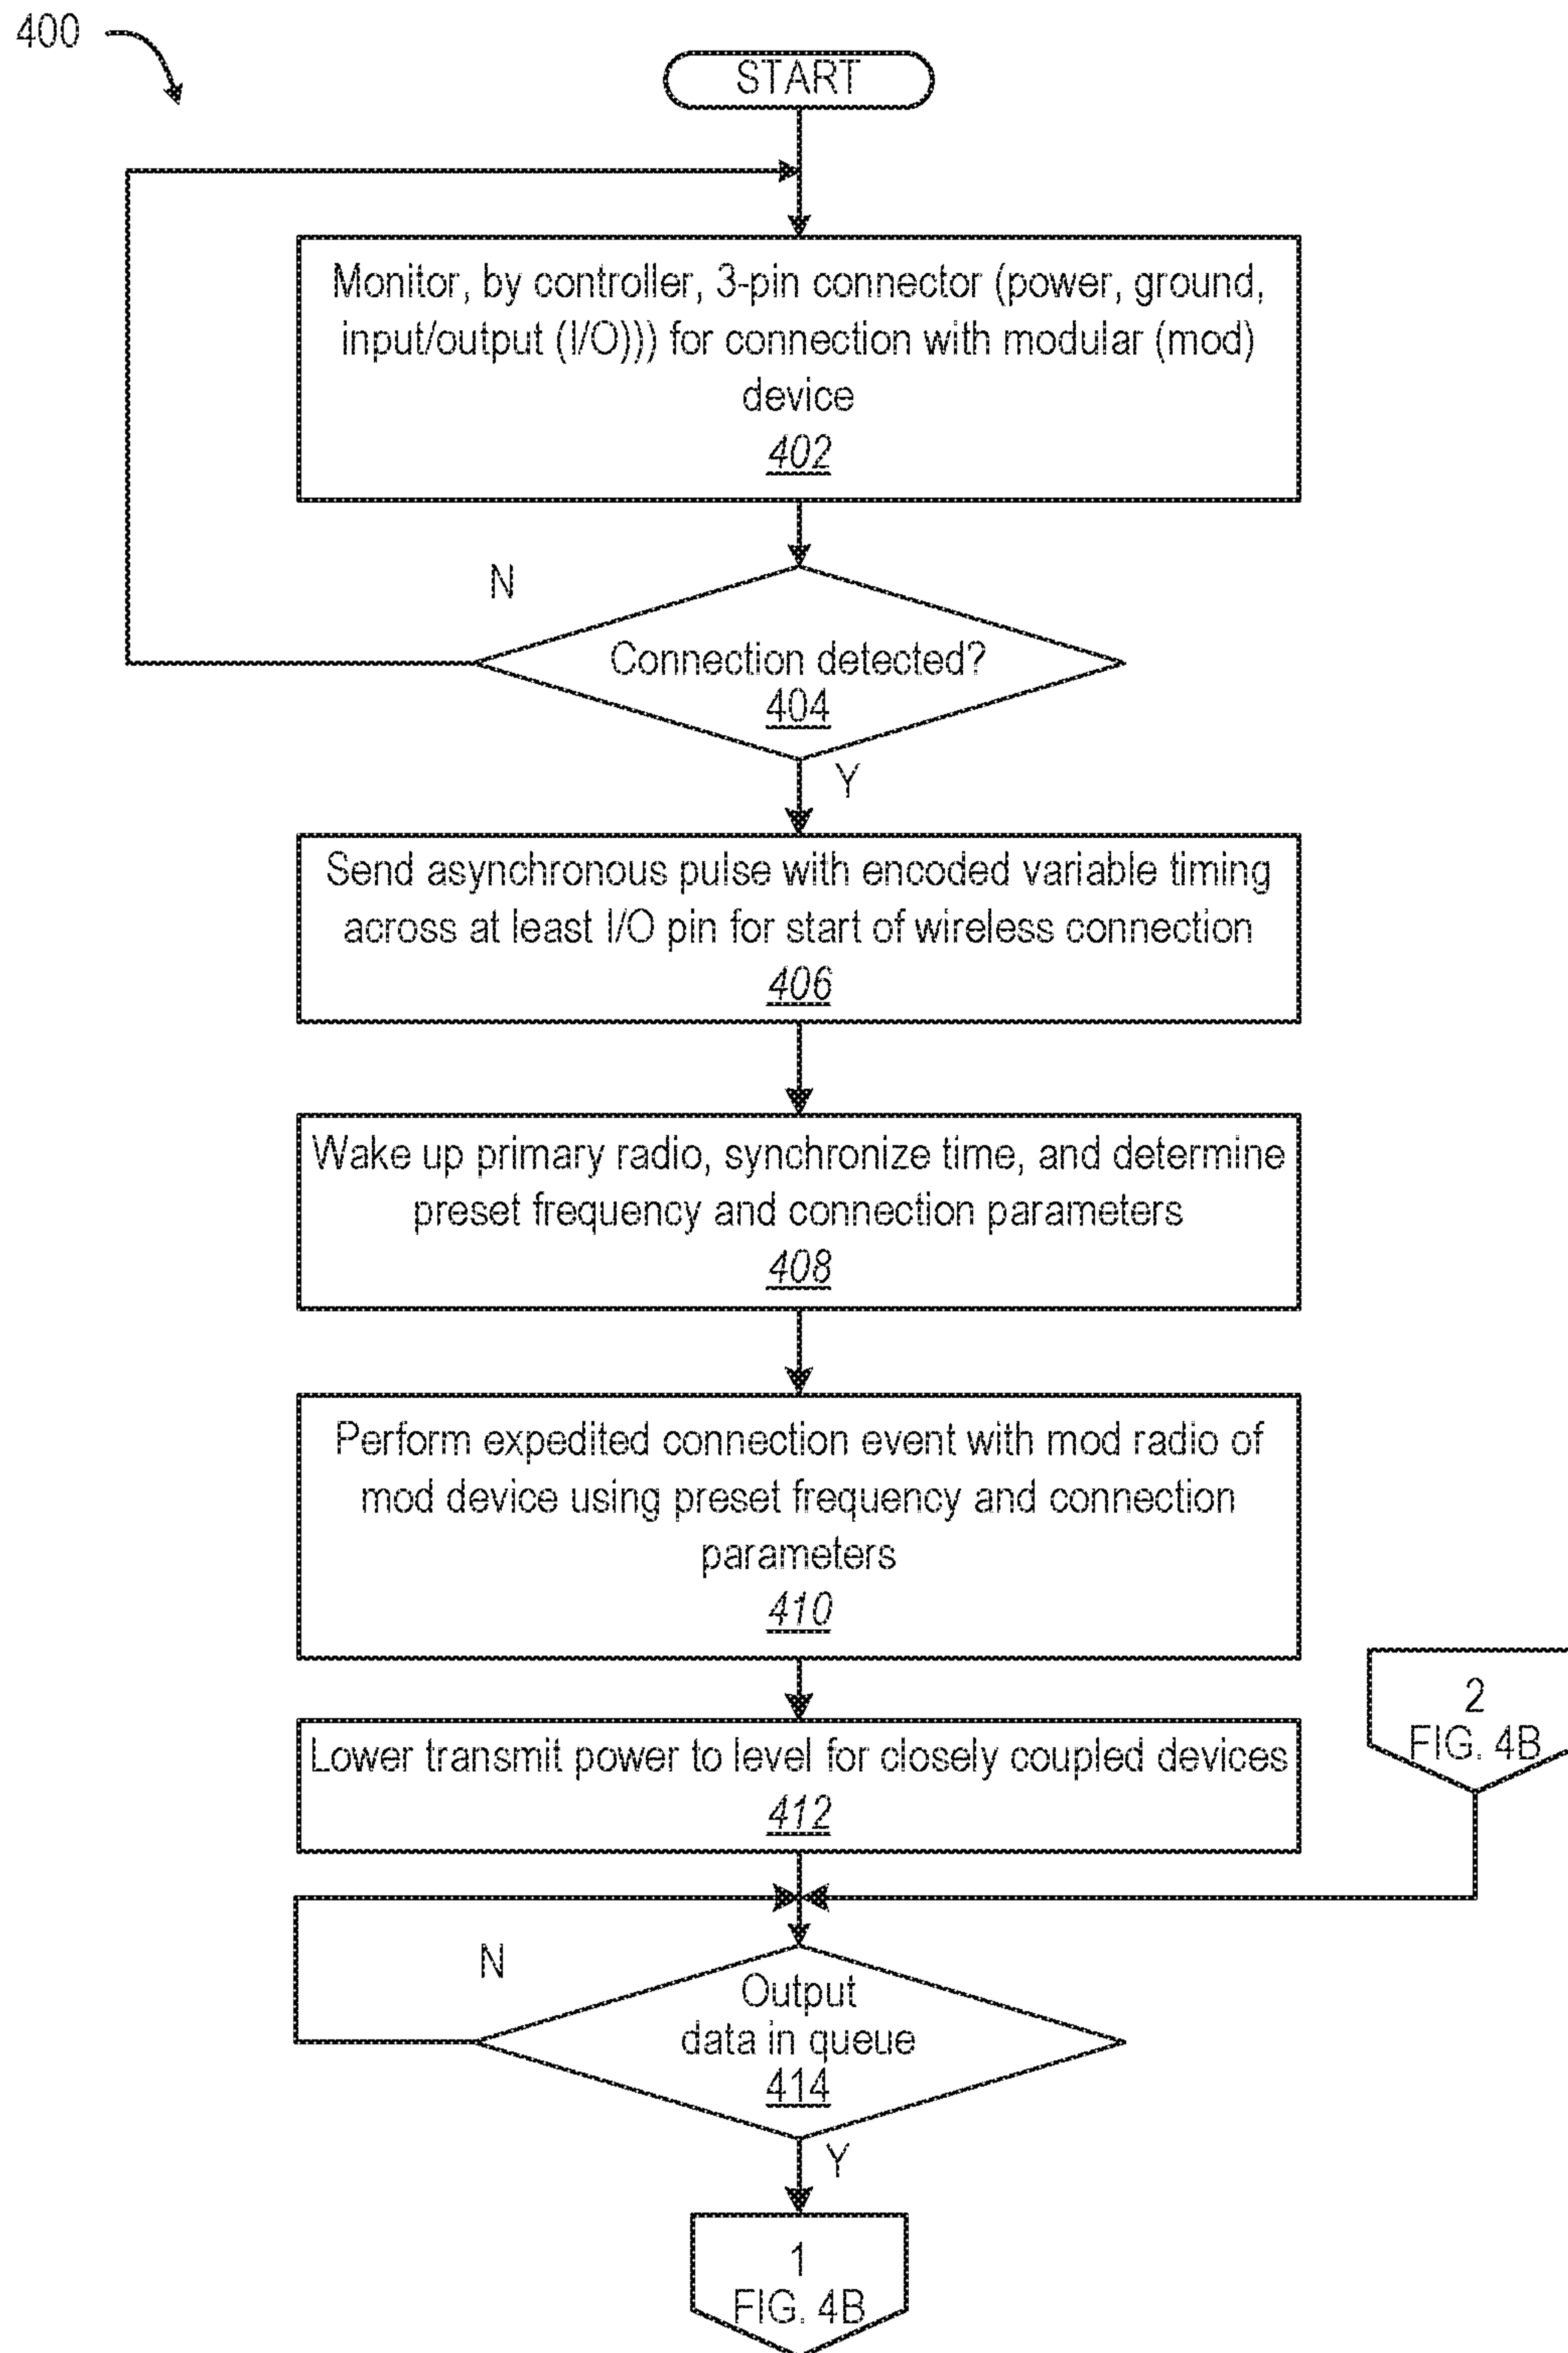 400
START
Monitor, by controller, 3-pin connector (power, ground,
input/output (I/O))) for connection with modular (mod)
device
402
N
Connection detected?
404
Y
Send asynchronous pulse with encoded variable timing
across at least I/O pin for start of wireless connection
406
Wake up primary radio, synchronize time, and determine
preset frequency and connection parameters
408
Perform expedited connection event with mod radio of
mod device using preset frequency and connection
parameters
410
2
FIG. 4B
Lower transmit power to level for closely coupled devices
412
N
Output
data in queue
414
Y
1
FIG. 4B